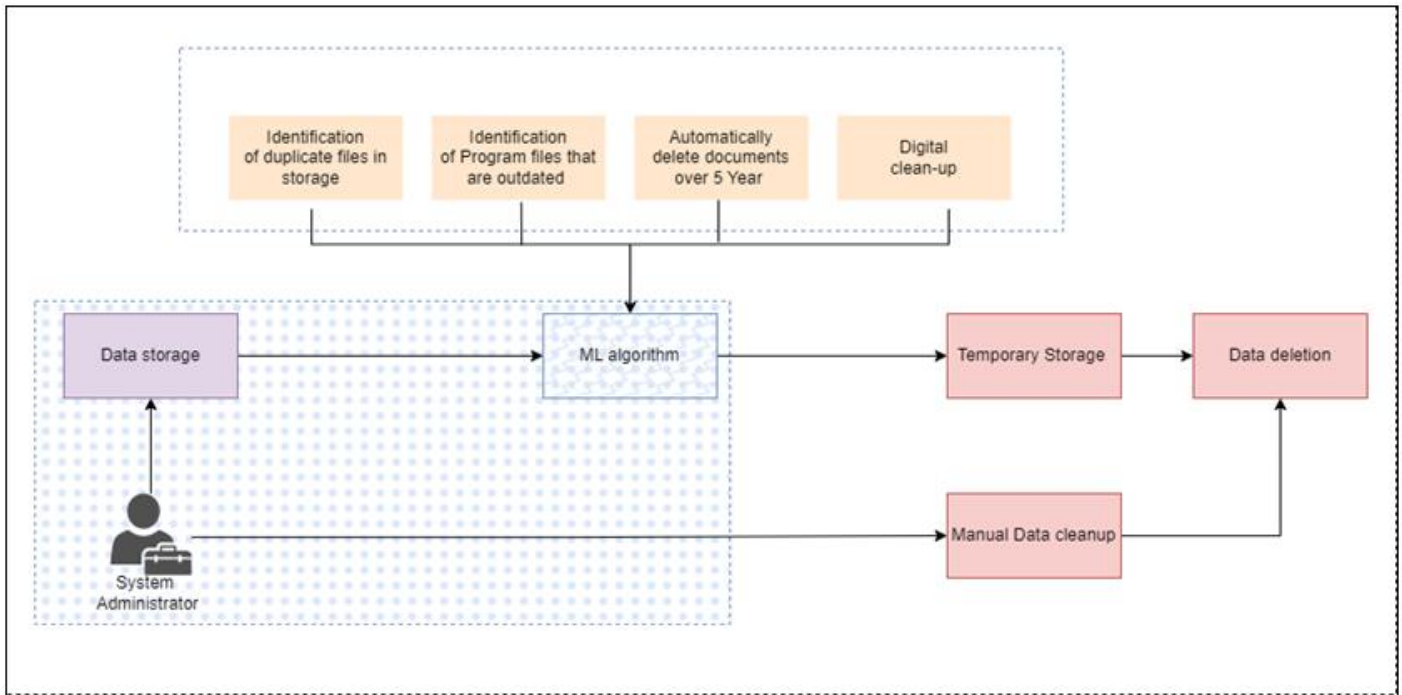 Identification
of duplicate files in
storage
Identification
of Program files that
are outdated
Automatically
delete documents
over 5 Year
Digital
clean-up
Data storage
ML algorithm
Temporary Storage
Data deletion
Manual Data cleanup
System
Administrator